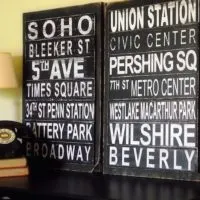 SOHO
BLEECKER ST
5TH AVE
TIMES SQUARE
34TH ST PENN STATION
BATTERY PARK
BROADWAY
UNION STATION
CIVIC CENTER
PERSHING SQ
7TH ST METRO CENTER
WESTLAKE MACARTHUR PARK
WILSHIRE
BEVERLY